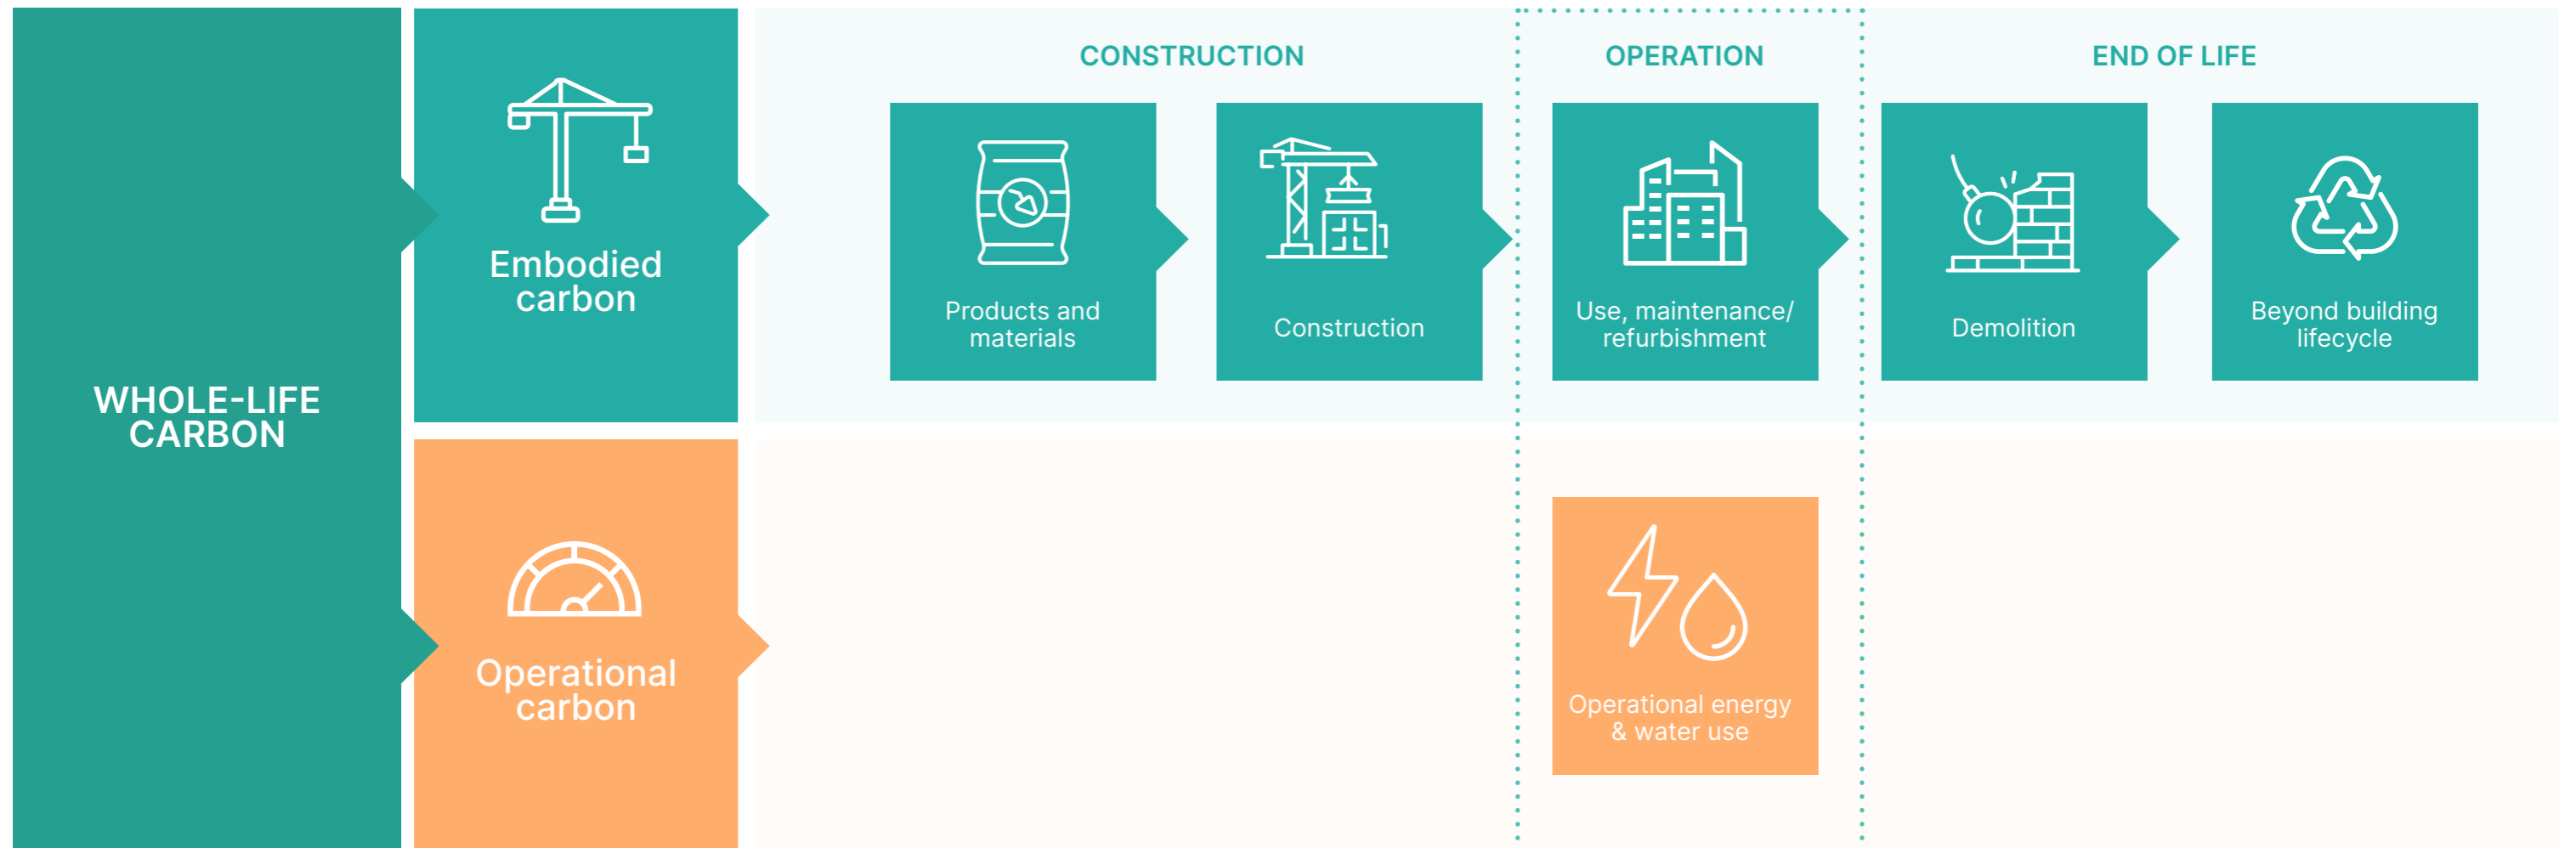 WHOLE-LIFE
CARBON
Embodied
carbon
CONSTRUCTION
OPERATION
END OF LIFE
Products and
materials
Construction
Use, maintenance/
refurbishment
Demolition
Beyond building
lifecycle
Operational
carbon
Operational energy
& water use